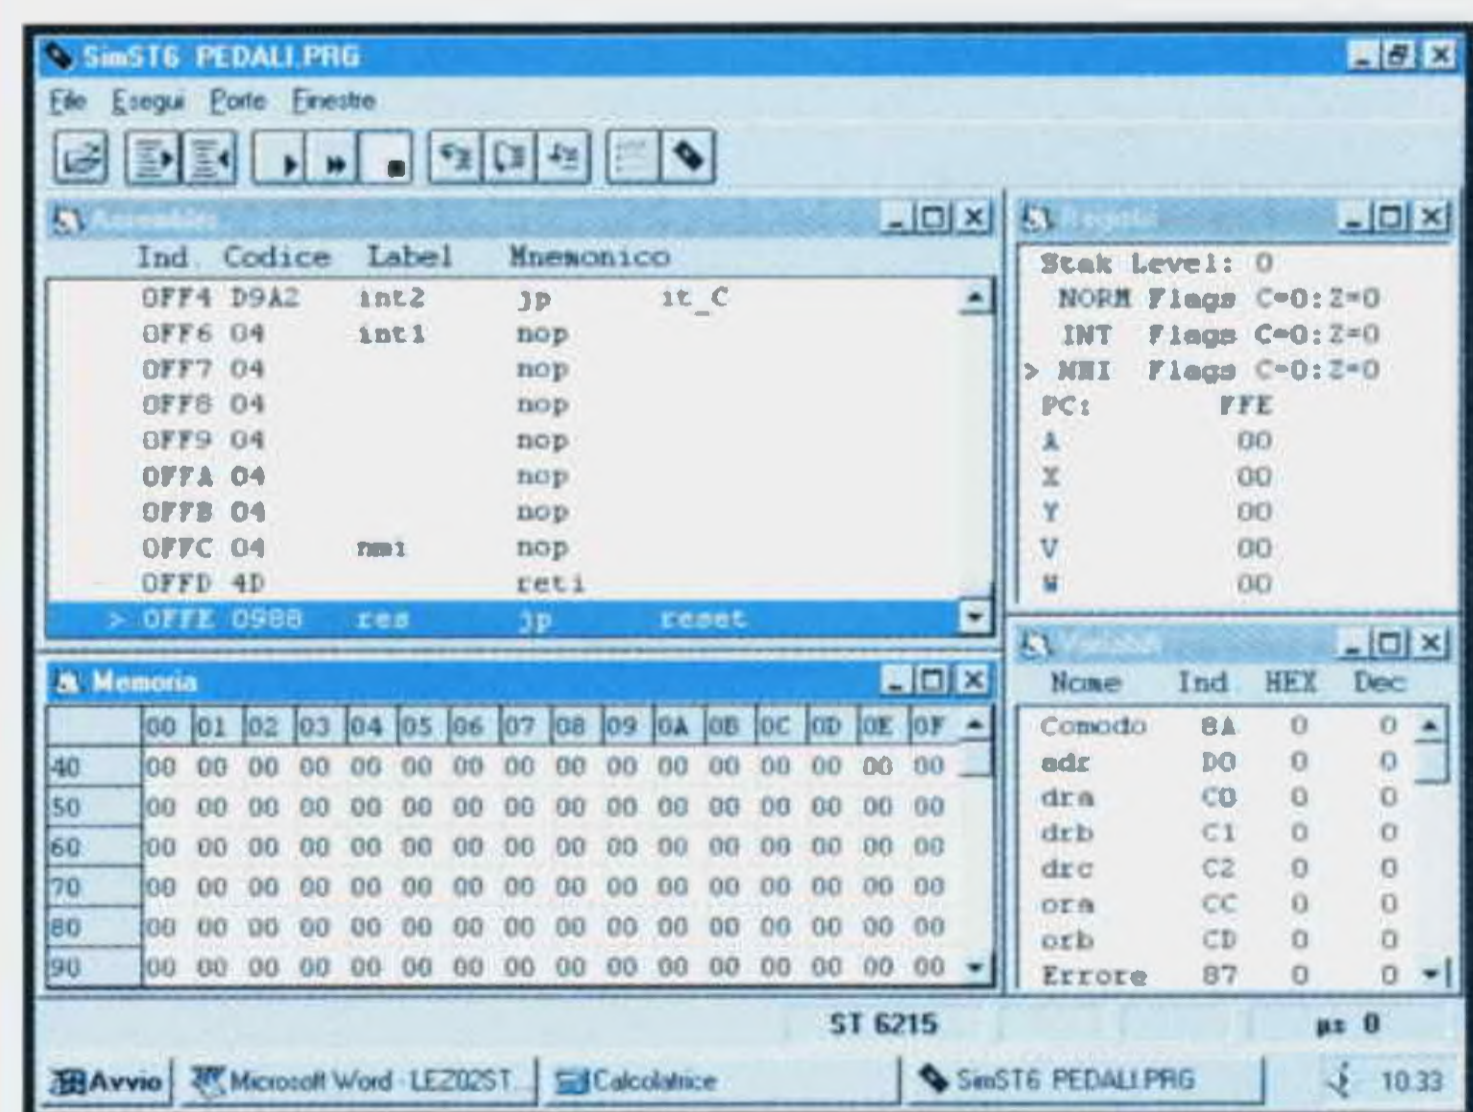 SimST6 PEDALI.PRG
File Esegui Porte Finestre
Assembler
Ind. Codice Label Mnemonico
0FF4 D9A2 int2 jp it_C
0FF6 04 int1 nop
0FF7 04 nop
0FF8 04 nop
0FF9 04 nop
0FFA 04 nop
0FFB 04 nop
0FFC 04 nmi nop
0FFD 4D reti
> 0FFE 0988 res jp reset
Registri
Stak Level: 0
NORM Flags C=0:Z=0
INT Flags C=0:Z=0
> NMI Flags C=0:Z=0
PC: FFE
A 00
X 00
Y 00
V 00
W 00
Memoria
00 01 02 03 04 05 06 07 08 09 0A 0B 0C 0D 0E 0F
40 00 00 00 00 00 00 00 00 00 00 00 00 00 00 00 00
50 00 00 00 00 00 00 00 00 00 00 00 00 00 00 00 00
60 00 00 00 00 00 00 00 00 00 00 00 00 00 00 00 00
70 00 00 00 00 00 00 00 00 00 00 00 00 00 00 00 00
80 00 00 00 00 00 00 00 00 00 00 00 00 00 00 00 00
90 00 00 00 00 00 00 00 00 00 00 00 00 00 00 00 00
Variabili
Nome Ind HEX Dec
Comodo 8A 0 0
adr D0 0 0
dra C0 0 0
drb C1 0 0
drc C2 0 0
ora CC 0 0
orb CD 0 0
Errore 87 0 0
ST 6215
µs 0
Avvio
Microsoft Word - LEZ02ST...
Calcolatrice
SimST6 PEDALI.PRG
10.33